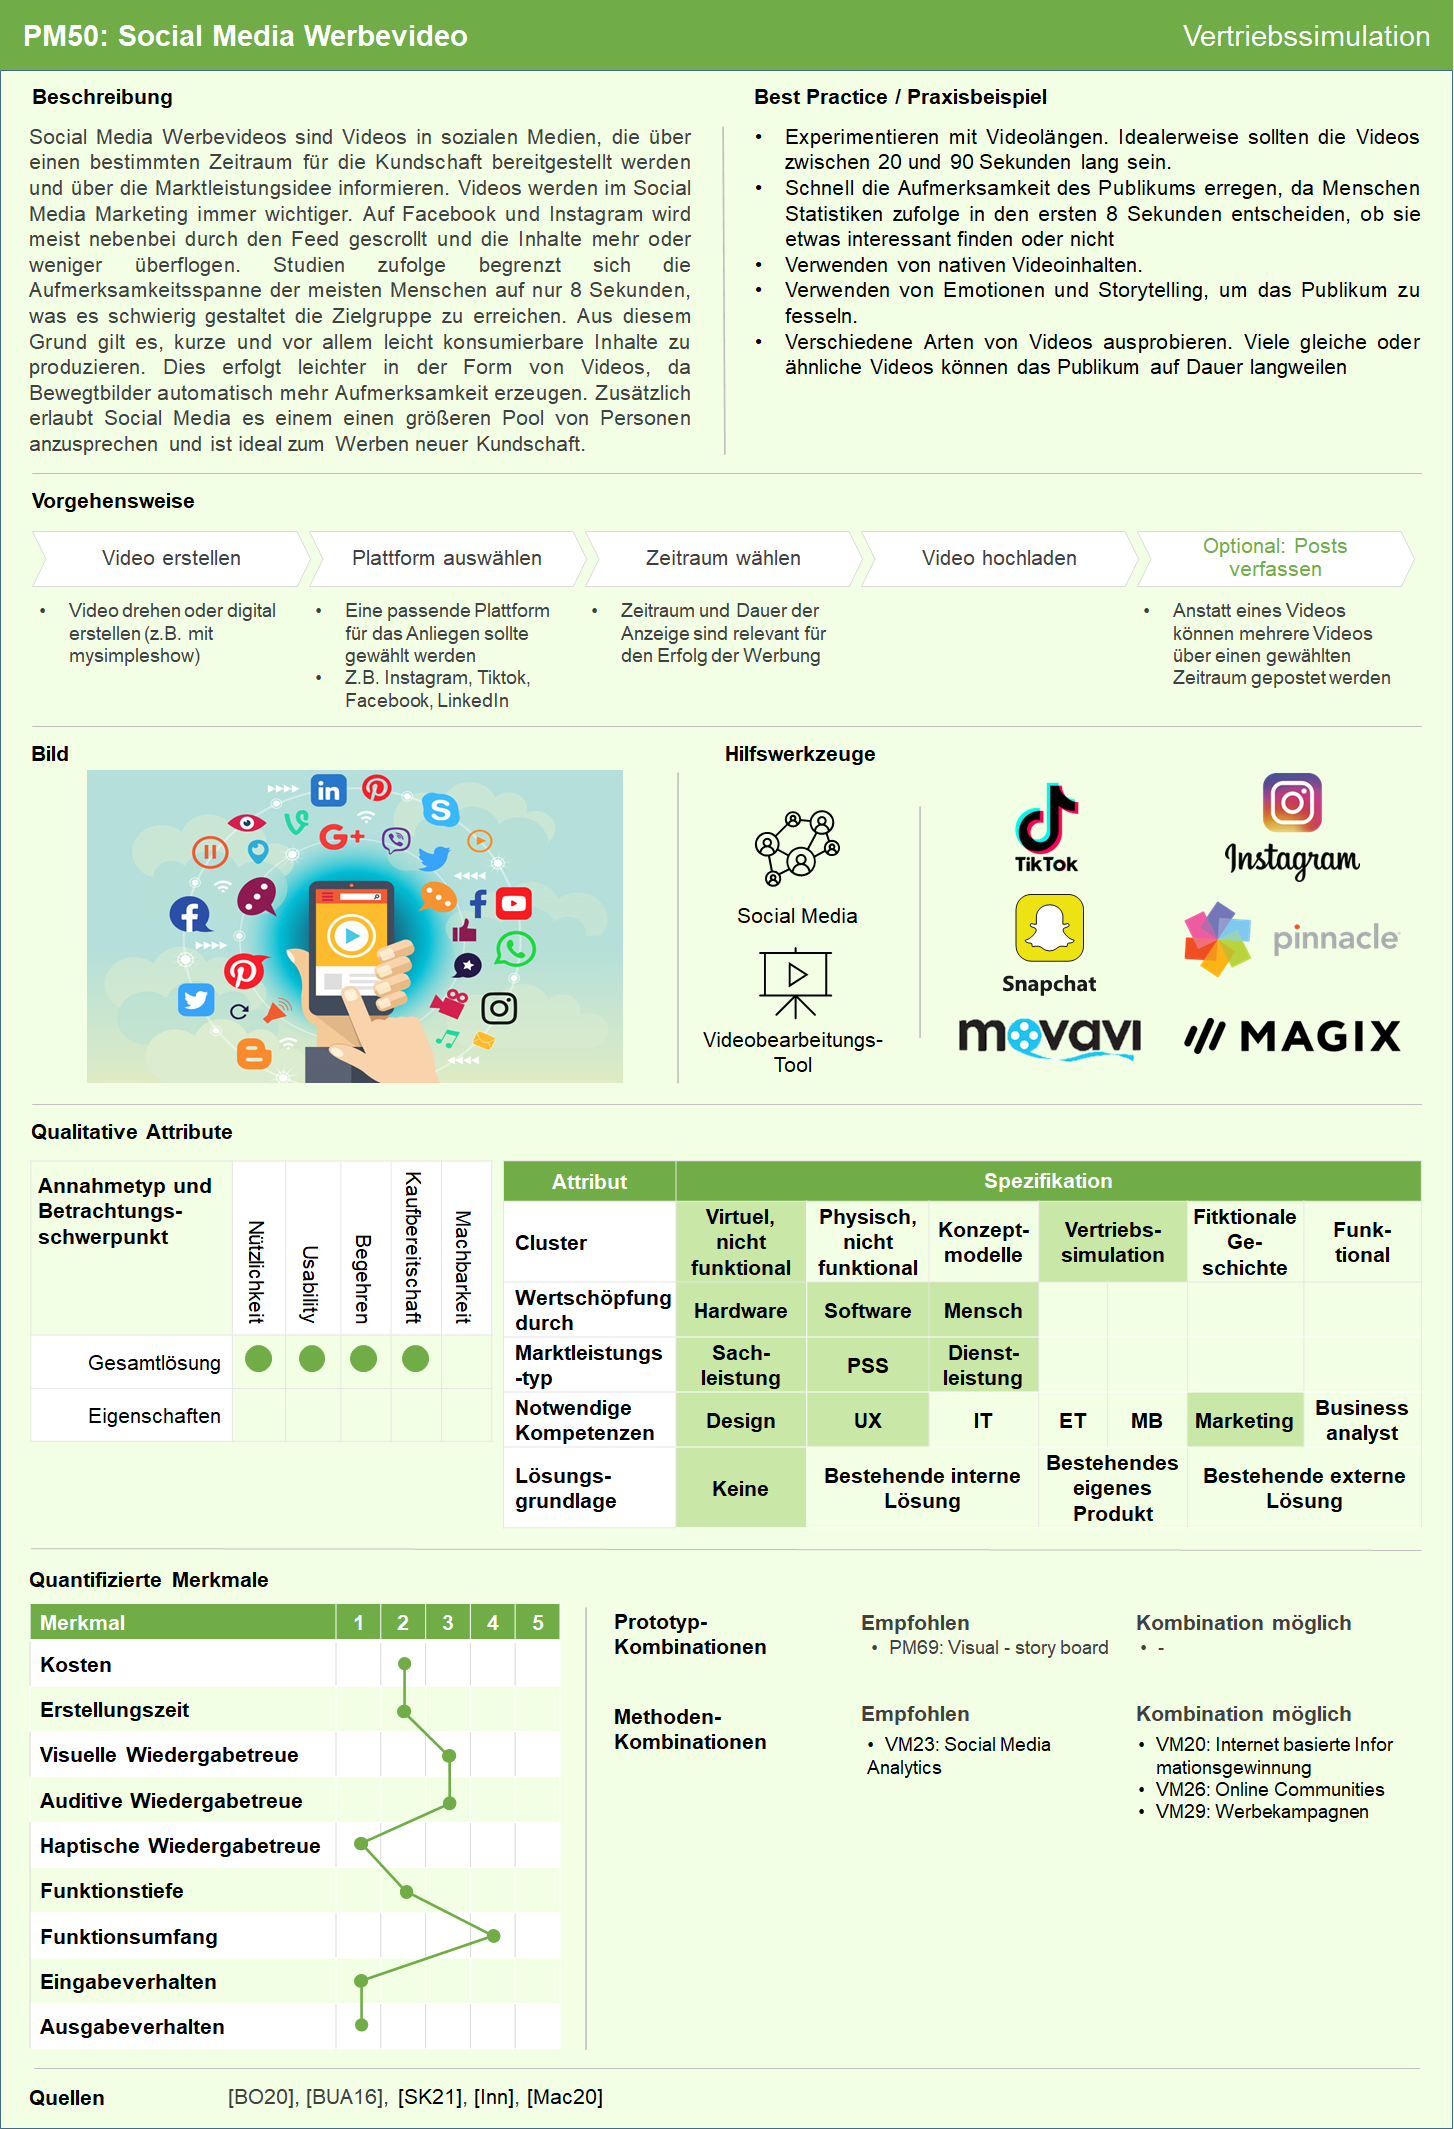 PM50: Social Media Werbevideo
Vertriebssimulation
Beschreibung
Social Media Werbevideos sind Videos in sozialen Medien, die über
einen bestimmten Zeitraum für die Kundschaft bereitgestellt werden
und über die Marktleistungsidee informieren. Videos werden im Social
Media Marketing immer wichtiger. Auf Facebook und Instagram wird
meist nebenbei durch den Feed gescrollt und die Inhalte mehr oder
weniger überflogen. Studien zufolge begrenzt sich die
Aufmerksamkeitsspanne der meisten Menschen auf nur 8 Sekunden,
was es schwierig gestaltet die Zielgruppe zu erreichen. Aus diesem
Grund gilt es, kurze und vor allem leicht konsumierbare Inhalte zu
produzieren. Dies erfolgt leichter in der Form von Videos, da
Bewegtbilder automatisch mehr Aufmerksamkeit erzeugen. Zusätzlich
erlaubt Social Media es einem einen größeren Pool von Personen
anzusprechen und ist ideal zum Werben neuer Kundschaft.
Best Practice / Praxisbeispiel
• Experimentieren mit Videolängen. Idealerweise sollten die Videos
zwischen 20 und 90 Sekunden lang sein.
• Schnell die Aufmerksamkeit des Publikums erregen, da Menschen
Statistiken zufolge in den ersten 8 Sekunden entscheiden, ob sie
etwas interessant finden oder nicht
• Verwenden von nativen Videoinhalten.
• Verwenden von Emotionen und Storytelling, um das Publikum zu
fesseln.
• Verschiedene Arten von Videos ausprobieren. Viele gleiche oder
ähnliche Videos können das Publikum auf Dauer langweilen
Vorgehensweise
Video erstellen
• Video drehen oder digital
erstellen (z.B. mit
mysimpleshow)
Plattform auswählen
• Eine passende Plattform
für das Anliegen sollte
gewählt werden
• Z.B. Instagram, Tiktok,
Facebook, LinkedIn
Zeitraum wählen
• Zeitraum und Dauer der
Anzeige sind relevant für
den Erfolg der Werbung
Video hochladen
Optional: Posts
verfassen
• Anstatt eines Videos
können mehrere Videos
über einen gewählten
Zeitraum gepostet werden
Bild
in
G+
S
f
f
Hilfswerkzeuge
Social Media
Videobearbeitungs-
Tool
TikTok
Instagram
Snapchat
pinnacle
movavi
MAGIX
Qualitative Attribute
Annahmetyp und
Betrachtungs-
schwerpunkt
Nützlichkeit
Usability
Begehren
Kaufbereitschaft
Machbarkeit
Gesamtlösung
Eigenschaften
Attribut
Spezifikation
Cluster
Virtuel,
nicht
funktional
Physisch,
nicht
funktional
Konzept-
modelle
Vertriebs-
simulation
Fitktionale
Ge-
schichte
Funk-
tional
Wertschöpfung
durch
Hardware
Software
Mensch
Marktleistungs
-typ
Sach-
leistung
PSS
Dienst-
leistung
Notwendige
Kompetenzen
Design
UX
IT
ET
MB
Marketing
Business
analyst
Lösungs-
grundlage
Keine
Bestehende interne
Lösung
Bestehendes
eigenes
Produkt
Bestehende externe
Lösung
Quantifizierte Merkmale
Merkmal 1 2 3 4 5
Kosten
Erstellungszeit
Visuelle Wiedergabetreue
Auditive Wiedergabetreue
Haptische Wiedergabetreue
Funktionstiefe
Funktionsumfang
Eingabeverhalten
Ausgabeverhalten
Prototyp-
Kombinationen
Empfohlen
• PM69: Visual - story board
Kombination möglich
• -
Methoden-
Kombinationen
Empfohlen
• VM23: Social Media
Analytics
Kombination möglich
• VM20: Internet basierte Infor
mationsgewinnung
• VM26: Online Communities
• VM29: Werbekampagnen
Quellen
[BO20], [BUA16], [SK21], [Inn], [Mac20]